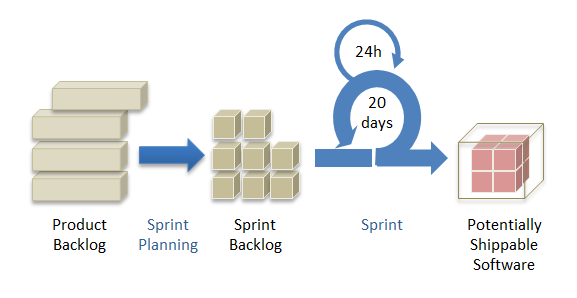 24h
20
days
Product
Backlog
Sprint
Planning
Sprint
Backlog
Sprint
Potentially
Shippable
Software